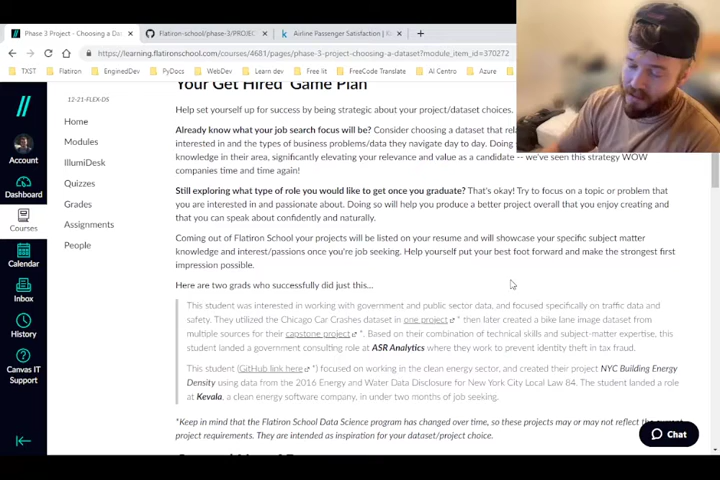 Phase 3 Project - Choosing a Da
Flatiron-school/phase-3/PROJEC
Airline Passenger Satisfaction | K
https://learning.flatironschool.com/courses/4681/pages/phase-3-project-choosing-a-dataset?module_item_id=370272
TXST Flatiron EnginedDev PyDocs WebDev Learn dev Free lit FreeCode Translate AI Centro Azure
12-21-FLEX-DS
Home
Modules
IllumiDesk
Quizzes
Grades
Assignments
People
Account
Dashboard
Courses
Calendar
Inbox
History
Canvas IT
Support
Your Get Hired Game Plan
Help set yourself up for success by being strategic about your project/dataset choices.
Already know what your job search focus will be? Consider choosing a dataset that
interested in and the types of business problems/data they navigate day to day. Doing
knowledge in their area, significantly elevating your relevance and value as a candidate -- we've seen this strategy WOW
companies time and time again!
Still exploring what type of role you would like to get once you graduate? That's okay! Try to focus on a topic or problem that
you are interested in and passionate about. Doing so will help you produce a better project overall that you enjoy creating and
that you can speak about confidently and naturally.
Coming out of Flatiron School your projects will be listed on your resume and will showcase your specific subject matter
knowledge and interest/passions once you're job seeking. Help yourself put your best foot forward and make the strongest first
impression possible.
Here are two grads who successfully did just this...
This student was interested in working with government and public sector data, and focused specifically on traffic data and
safety. They utilized the Chicago Car Crashes dataset in one project * then later created a bike lane image dataset from
multiple sources for their capstone project *. Based on their combination of technical skills and subject-matter expertise, this
student landed a government consulting role at ASR Analytics where they work to prevent identity theft in tax fraud.
This student (GitHub link here *) focused on working in the clean energy sector, and created their project NYC Building Energy
Density using data from the 2016 Energy and Water Data Disclosure for New York City Local Law 84. The student landed a role
at Kevala, a clean energy software company, in under two months of job seeking.
*Keep in mind that the Flatiron School Data Science program has changed over time, so these projects may or may not reflect the current
project requirements. They are intended as inspiration for your dataset/project choice.
Chat